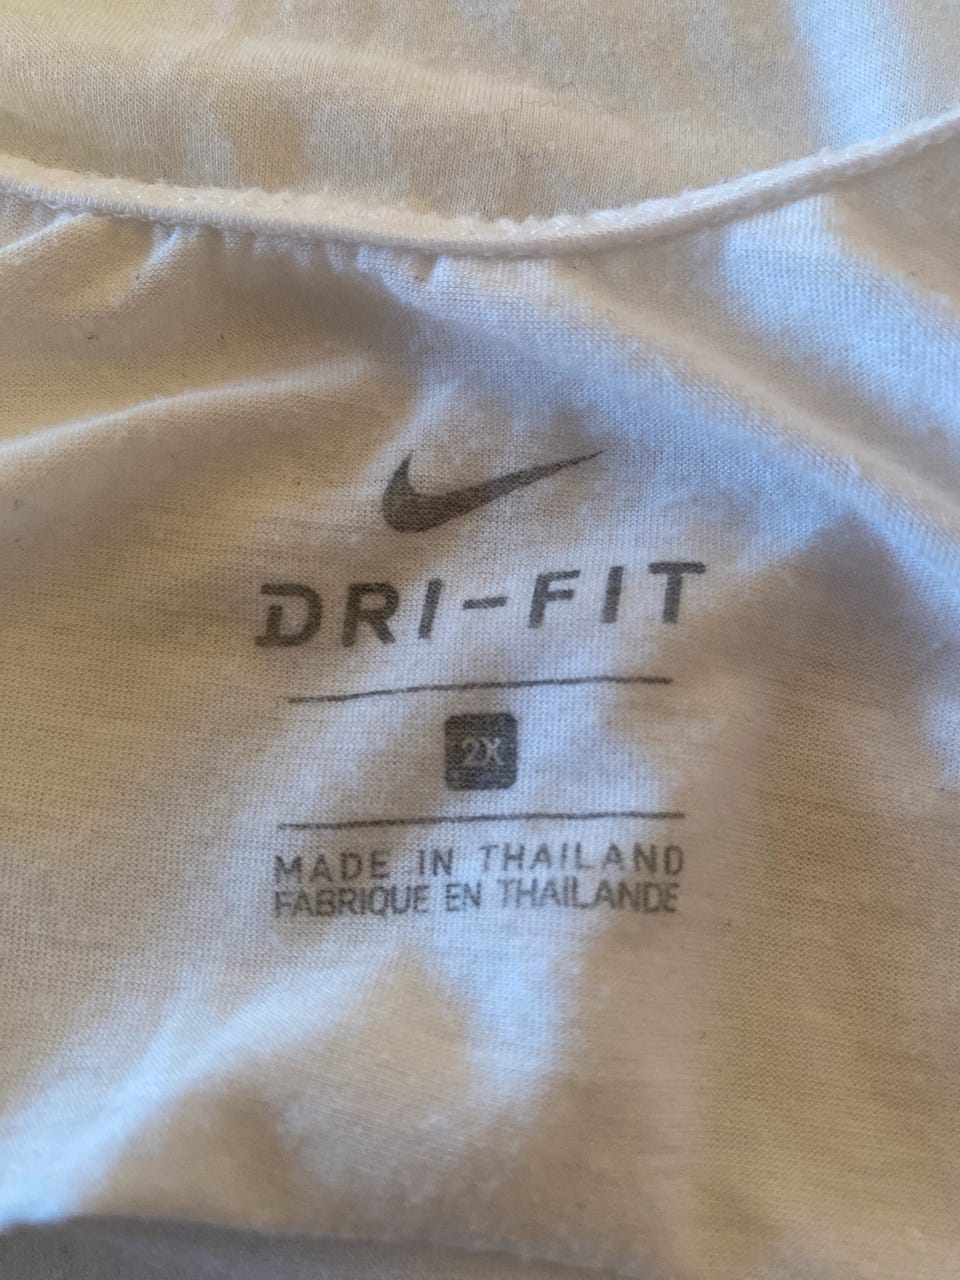 DRI-FIT
2X
MADE IN THAILAND
FABRIQUE EN THAILANDE